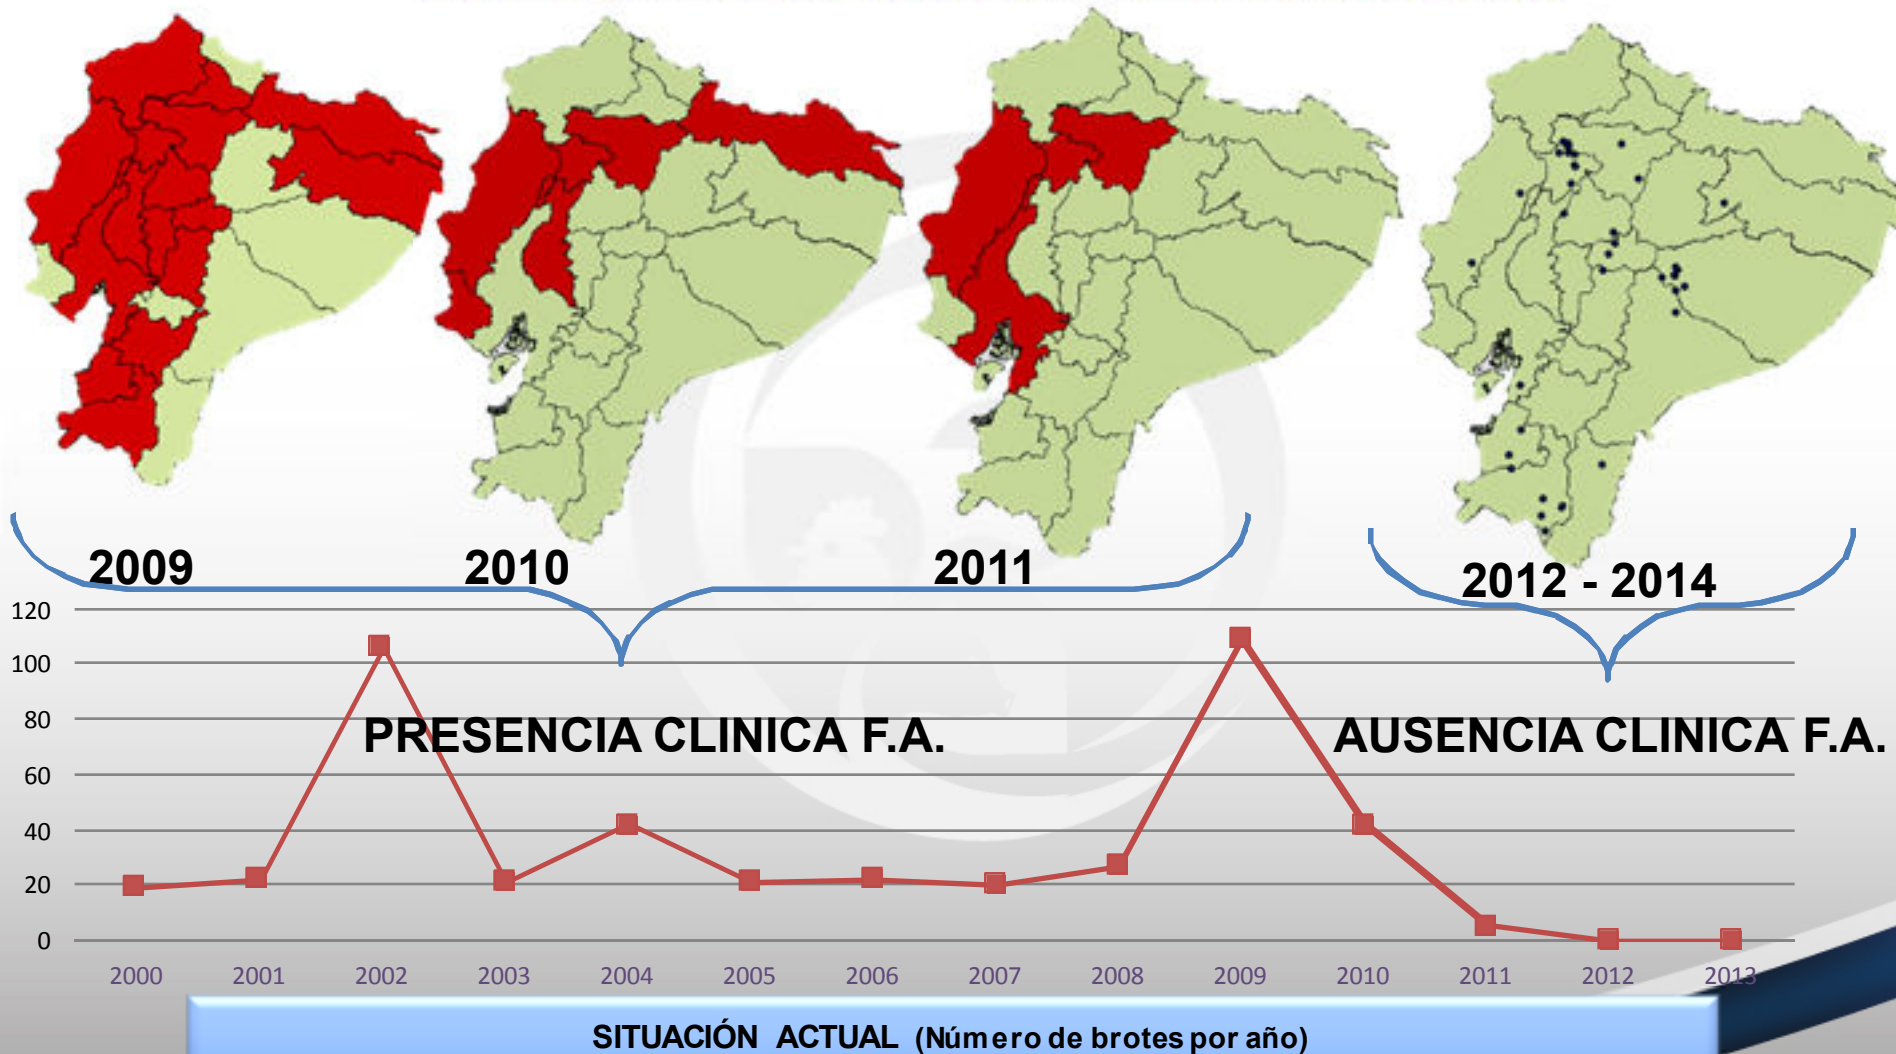 2009
2010
2011
2012 - 2014
120
100
80
60
40
20
0
PRESENCIA CLINICA F.A.
AUSENCIA CLINICA F.A.
2000 2001 2002 2003 2004 2005 2006 2007 2008 2009 2010 2011 2012 2013
SITUACIÓN ACTUAL (Número de brotes por año)